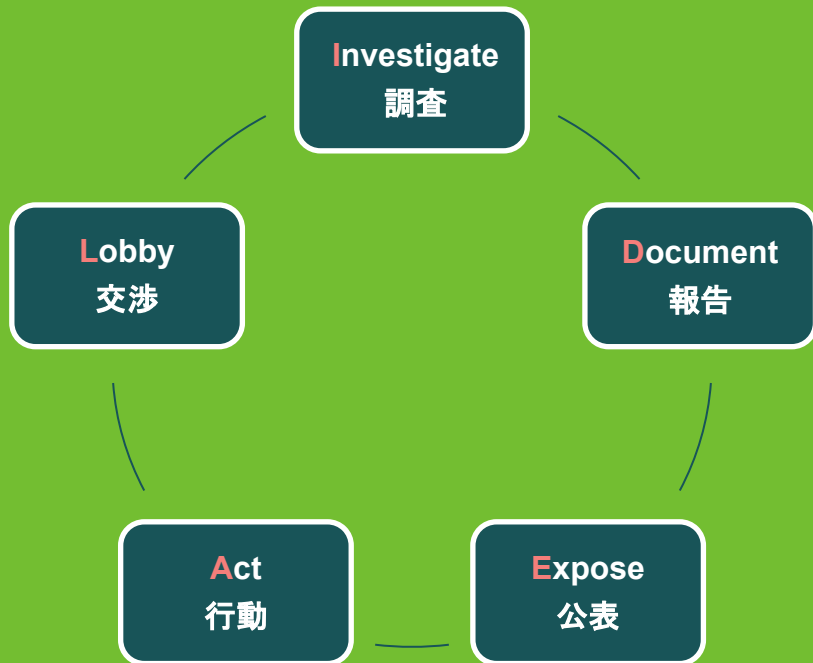 Investigate
調査
Document
報告
Expose
公表
Act
行動
Lobby
交渉